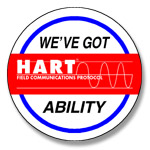 WE'VE GOT
HART
FIELD COMMUNICATIONS PROTOCOL
ABILITY